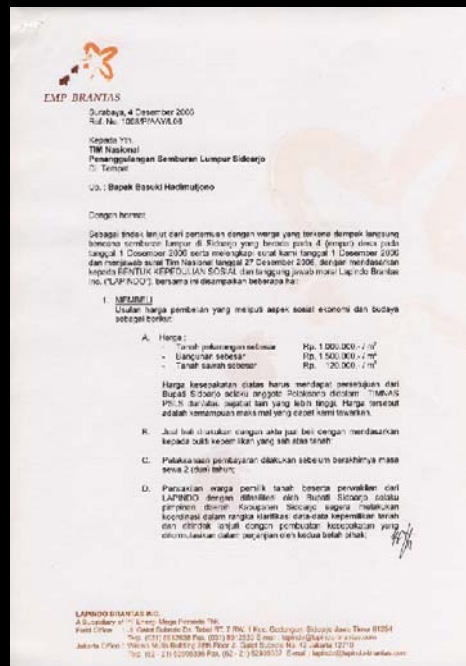 EMP BRANTAS
Surabaya, 4 Desember 2006
Kepada Yth.
TIM Nasional
Penanggulangan Semburan Lumpur Sidoarjo
Di Tempat
Up. : Bapak Basuki Hadimuljono
Dengan hormat
Sebagai tindak lanjut dari pertemuan dengan warga yang terkena dampak langsung
bencana semburan lumpur di Sidoarjo yang berada pada 4 (empat) desa pada
tanggal 1 Desember 2006 serta melengkapi surat kami tanggal 1 Desember 2006
dan menjawab surat Tim Nasional tanggal 27 Desember 2006, dengan mendasarkan
kepada BENTUK KEPEDULIAN SOSIAL dan tanggung jawab moral Lapindo Brantas
Inc. ("LAPINDO"), bersama ini disampaikan beberapa hal:
1. MEMBELI
Usulan harga pembelian yang meliputi aspek sosial ekonomi dan budaya
sebagai berikut:
A. Harga :
- Tanah pekarangan sebesar Rp. 1.000.000,- / m²
- Bangunan sebesar Rp. 1.500.000,- / m²
- Tanah sawah sebesar Rp. 120.000,- / m²
Harga kesepakatan diatas harus mendapat persetujuan dari
Bupati Sidoarjo selaku anggota Pelaksana didalam TIMNAS
PSLS dan/atau pejabat lain yang lebih tinggi. Harga tersebut
adalah kemampuan maksimal yang dapat kami tawarkan.
B. Jual beli dilakukan dengan akta jual beli dengan mendasarkan
kepada bukti kepemilikan yang sah atas tanah;
C. Pelaksanaan pembayaran dilakukan sebelum berakhirnya masa
sewa 2 (dua) tahun;
D. Perwakilan warga pemilik tanah beserta perwakilan dari
LAPINDO dengan difasilitasi oleh Bupati Sidoarjo selaku
pimpinan daerah Kabupaten Sidoarjo segera melakukan
koordinasi dalam rangka klarifikasi data-data kepemilikan tanah
dan ditindak lanjuti dengan pembuatan kesepakatan yang
diformulasikan dalam perjanjian oleh kedua belah pihak;
LAPINDO BRANTAS INC.